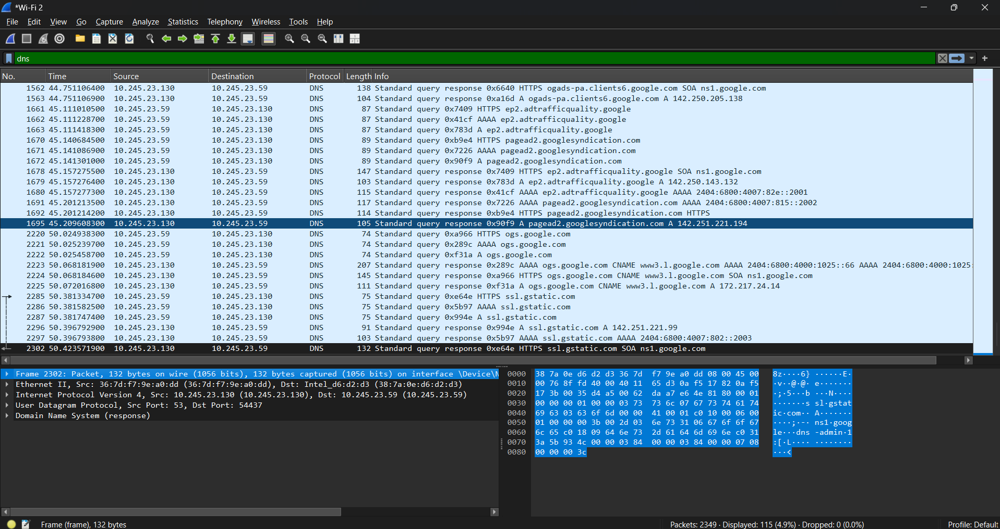 *Wi-Fi 2
File Edit View Go Capture Analyze Statistics Telephony Wireless Tools Help
dns
No. Time Source Destination Protocol Length Info
1562 44.751106400 10.245.23.130 10.245.23.59 DNS 138 Standard query response 0x6640 HTTPS ogads-pa.clients6.google.com SOA ns1.google.com
1563 44.751106900 10.245.23.130 10.245.23.59 DNS 104 Standard query response 0xa16d A ogads-pa.clients6.google.com A 142.250.205.138
1661 45.111010500 10.245.23.59 10.245.23.130 DNS 87 Standard query 0x7409 HTTPS ep2.adtrafficquality.google
1662 45.111228700 10.245.23.59 10.245.23.130 DNS 87 Standard query 0x41cf AAAA ep2.adtrafficquality.google
1663 45.111418300 10.245.23.59 10.245.23.130 DNS 87 Standard query 0x783d A ep2.adtrafficquality.google
1670 45.140684500 10.245.23.59 10.245.23.130 DNS 89 Standard query 0xb9e4 HTTPS pagead2.googlesyndication.com
1671 45.141086900 10.245.23.59 10.245.23.130 DNS 89 Standard query 0x7226 AAAA pagead2.googlesyndication.com
1672 45.141301000 10.245.23.59 10.245.23.130 DNS 89 Standard query 0x90f9 A pagead2.googlesyndication.com
1678 45.157275500 10.245.23.130 10.245.23.59 DNS 147 Standard query response 0x7409 HTTPS ep2.adtrafficquality.google SOA ns1.google.com
1679 45.157276400 10.245.23.130 10.245.23.59 DNS 103 Standard query response 0x783d A ep2.adtrafficquality.google A 142.250.143.132
1680 45.157277300 10.245.23.130 10.245.23.59 DNS 115 Standard query response 0x41cf AAAA ep2.adtrafficquality.google AAAA 2404:6800:4007:82e::2001
1691 45.201213500 10.245.23.130 10.245.23.59 DNS 117 Standard query response 0x7226 AAAA pagead2.googlesyndication.com AAAA 2404:6800:4007:815::2002
1692 45.201214200 10.245.23.130 10.245.23.59 DNS 114 Standard query response 0xb9e4 HTTPS pagead2.googlesyndication.com HTTPS
1695 45.209608300 10.245.23.130 10.245.23.59 DNS 105 Standard query response 0x90f9 A pagead2.googlesyndication.com A 142.251.221.194
2220 50.024938300 10.245.23.59 10.245.23.130 DNS 74 Standard query 0xa966 HTTPS ogs.google.com
2221 50.025239700 10.245.23.59 10.245.23.130 DNS 74 Standard query 0x289c AAAA ogs.google.com
2222 50.025458700 10.245.23.59 10.245.23.130 DNS 74 Standard query 0xf31a A ogs.google.com
2223 50.068181900 10.245.23.130 10.245.23.59 DNS 207 Standard query response 0x289c AAAA ogs.google.com CNAME www3.l.google.com AAAA 2404:6800:4000:1025::66 AAAA 2404:6800:4000:1025:
2224 50.068184600 10.245.23.130 10.245.23.59 DNS 145 Standard query response 0xa966 HTTPS ogs.google.com CNAME www3.l.google.com SOA ns1.google.com
2225 50.072016800 10.245.23.130 10.245.23.59 DNS 111 Standard query response 0xf31a A ogs.google.com CNAME www3.l.google.com A 172.217.24.14
2285 50.381334700 10.245.23.59 10.245.23.130 DNS 75 Standard query 0xe64e HTTPS ssl.gstatic.com
2286 50.381582500 10.245.23.59 10.245.23.130 DNS 75 Standard query 0x5b97 AAAA ssl.gstatic.com
2287 50.381747400 10.245.23.59 10.245.23.130 DNS 75 Standard query 0x994e A ssl.gstatic.com
2296 50.396792900 10.245.23.130 10.245.23.59 DNS 91 Standard query response 0x994e A ssl.gstatic.com A 142.251.221.99
2297 50.396793800 10.245.23.130 10.245.23.59 DNS 103 Standard query response 0x5b97 AAAA ssl.gstatic.com AAAA 2404:6800:4007:802::2003
2302 50.423571900 10.245.23.130 10.245.23.59 DNS 132 Standard query response 0xe64e HTTPS ssl.gstatic.com SOA ns1.google.com
Frame 2302: Packet, 132 bytes on wire (1056 bits), 132 bytes captured (1056 bits) on interface \Device\N
Ethernet II, Src: 36:7d:f7:9e:a0:dd (36:7d:f7:9e:a0:dd), Dst: Intel_d6:d2:d3 (38:7a:0e:d6:d2:d3)
Internet Protocol Version 4, Src: 10.245.23.130 (10.245.23.130), Dst: 10.245.23.59 (10.245.23.59)
User Datagram Protocol, Src Port: 53, Dst Port: 54437
Domain Name System (response)
0000 38 7a 0e d6 d2 d3 36 7d f7 9e a0 dd 08 00 45 00 8z····6} ······E·
0010 00 76 8f fd 40 00 40 11 65 d3 0a f5 17 82 0a f5 ·v··@·@· e·······
0020 17 3b 00 35 d4 a5 00 62 da a7 e6 4e 81 80 00 01 ·;·5···b ···N····
0030 00 00 00 01 00 00 03 73 73 6c 07 67 73 74 61 74 ·······s sl·gstat
0040 69 63 03 63 6f 6d 00 00 41 00 01 c0 10 00 06 00 ic·com·· A·······
0050 01 00 00 00 3b 00 2d 03 6e 73 31 06 67 6f 6f 67 ····;·-· ns1·goog
0060 6c 65 c0 18 09 64 6e 73 2d 61 64 6d 69 6e c0 31 le···dns -admin·1
0070 3a 5b 93 4c 00 00 03 84 00 00 03 84 00 00 07 08 :[·L···· ········
0080 00 00 00 3c ···<
Frame (frame), 132 bytes
Packets: 2349 · Displayed: 115 (4.9%) · Dropped: 0 (0.0%)
Profile: Default